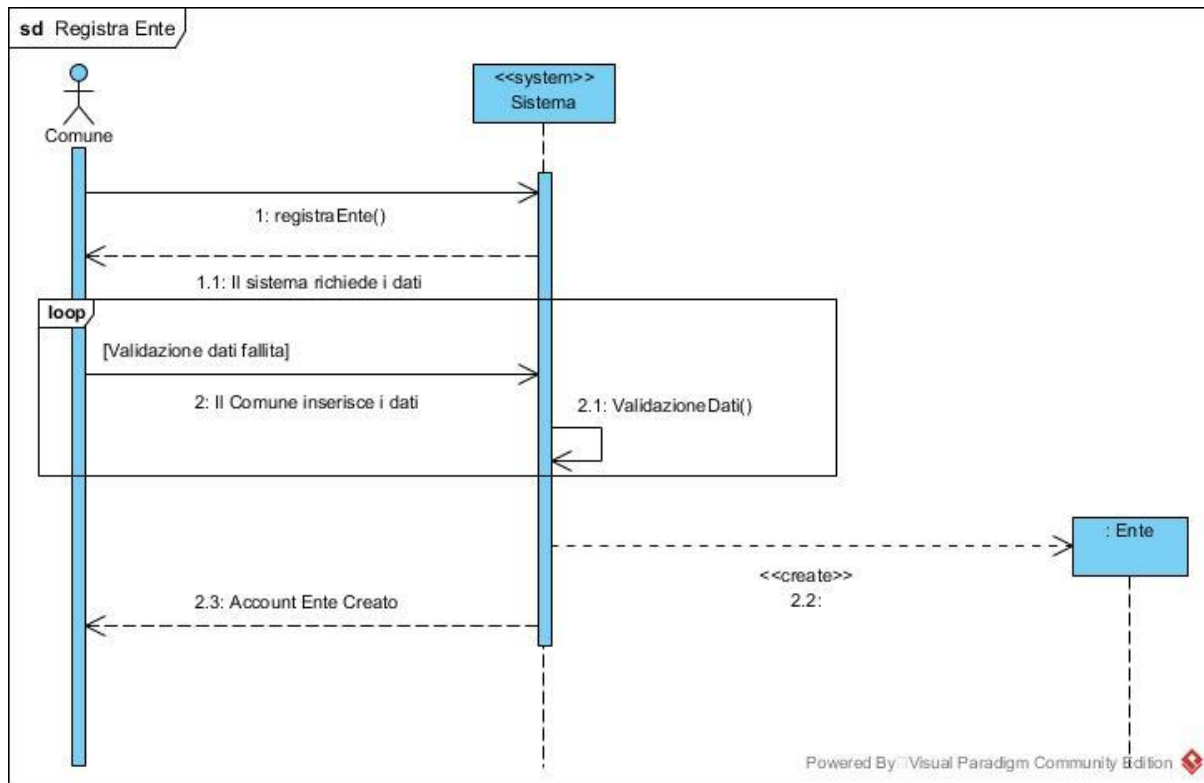 sd Registra Ente
<<system>>
Sistema
Comune
1: registraEnte()
1.1: Il sistema richiede i dati
loop
[Validazione dati fallita]
2: Il Comune inserisce i dati
2.1: ValidazioneDati()
: Ente
<<create>>
2.2:
2.3: Account Ente Creato
Powered By Visual Paradigm Community Edition